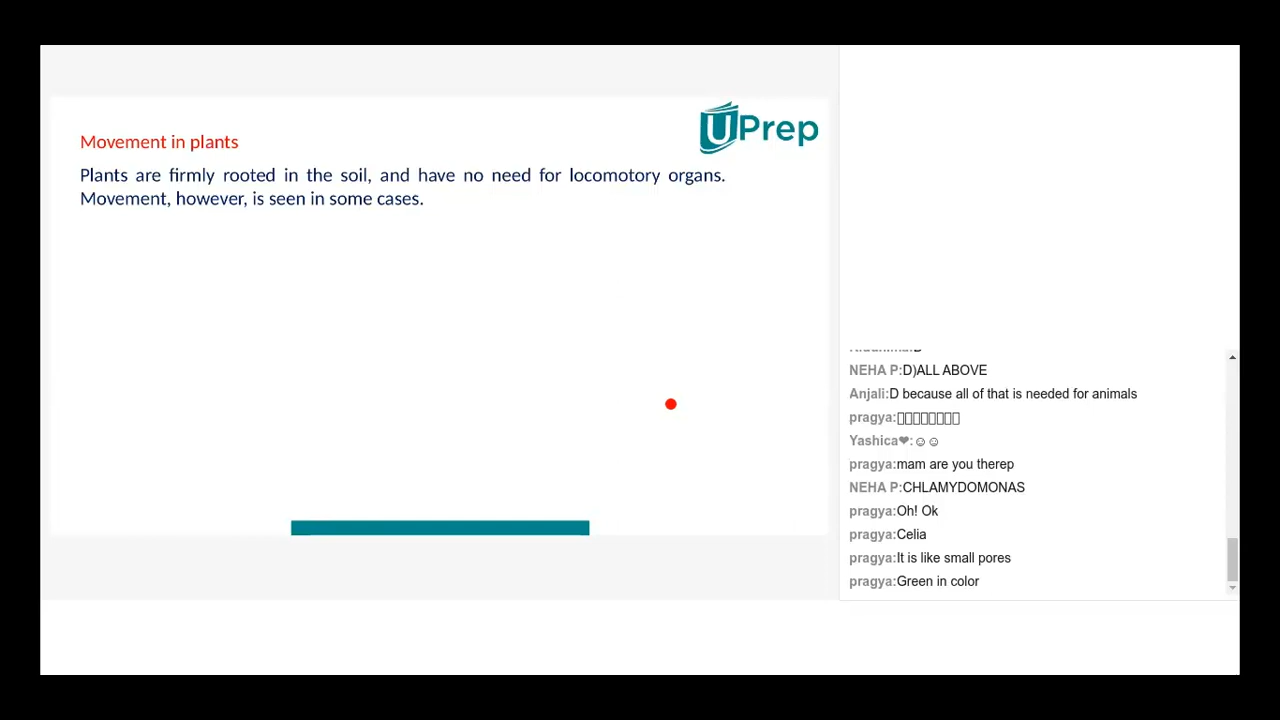 UPrep
Movement in plants
Plants are firmly rooted in the soil, and have no need for locomotory organs.
Movement, however, is seen in some cases.
NEHA P:D)ALL ABOVE
Anjali:D because all of that is needed for animals
pragya:
Yashica❤:☺☺
pragya:mam are you therep
NEHA P:CHLAMYDOMONAS
pragya:Oh! Ok
pragya:Celia
pragya:It is like small pores
pragya:Green in color